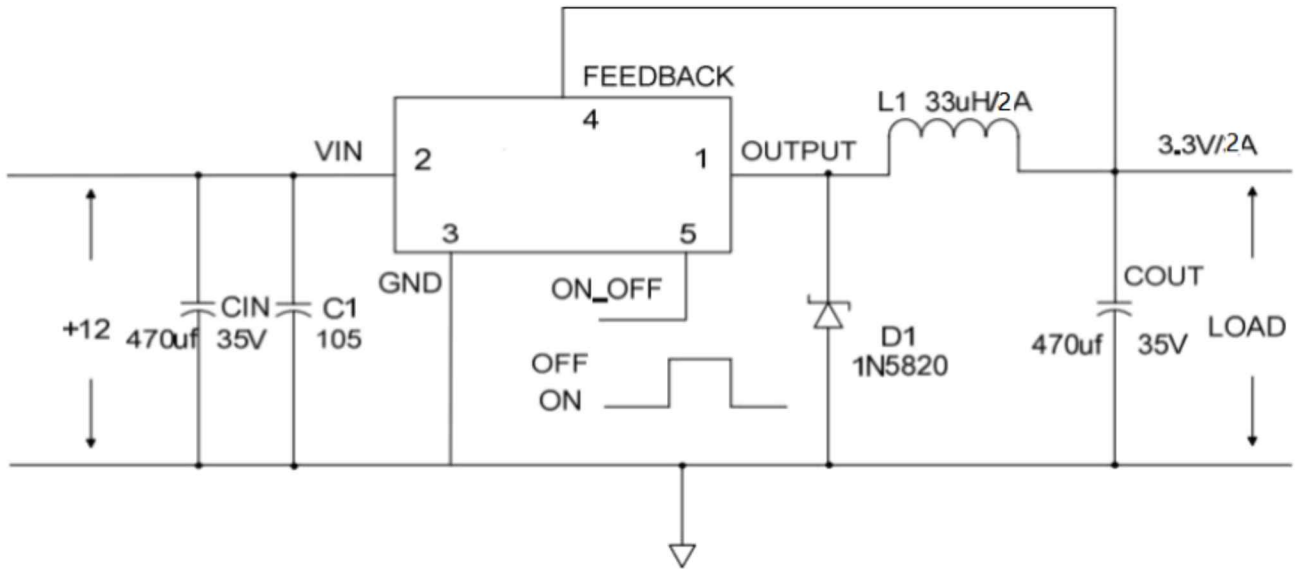 FEEDBACK
4
L1 33uH/2A
VIN
2
1
OUTPUT
3.3V/2A
3
5
GND
ON_OFF
CIN
C1
COUT
+12
470uf
35V
105
470uf
35V
LOAD
D1
1N5820
OFF
ON